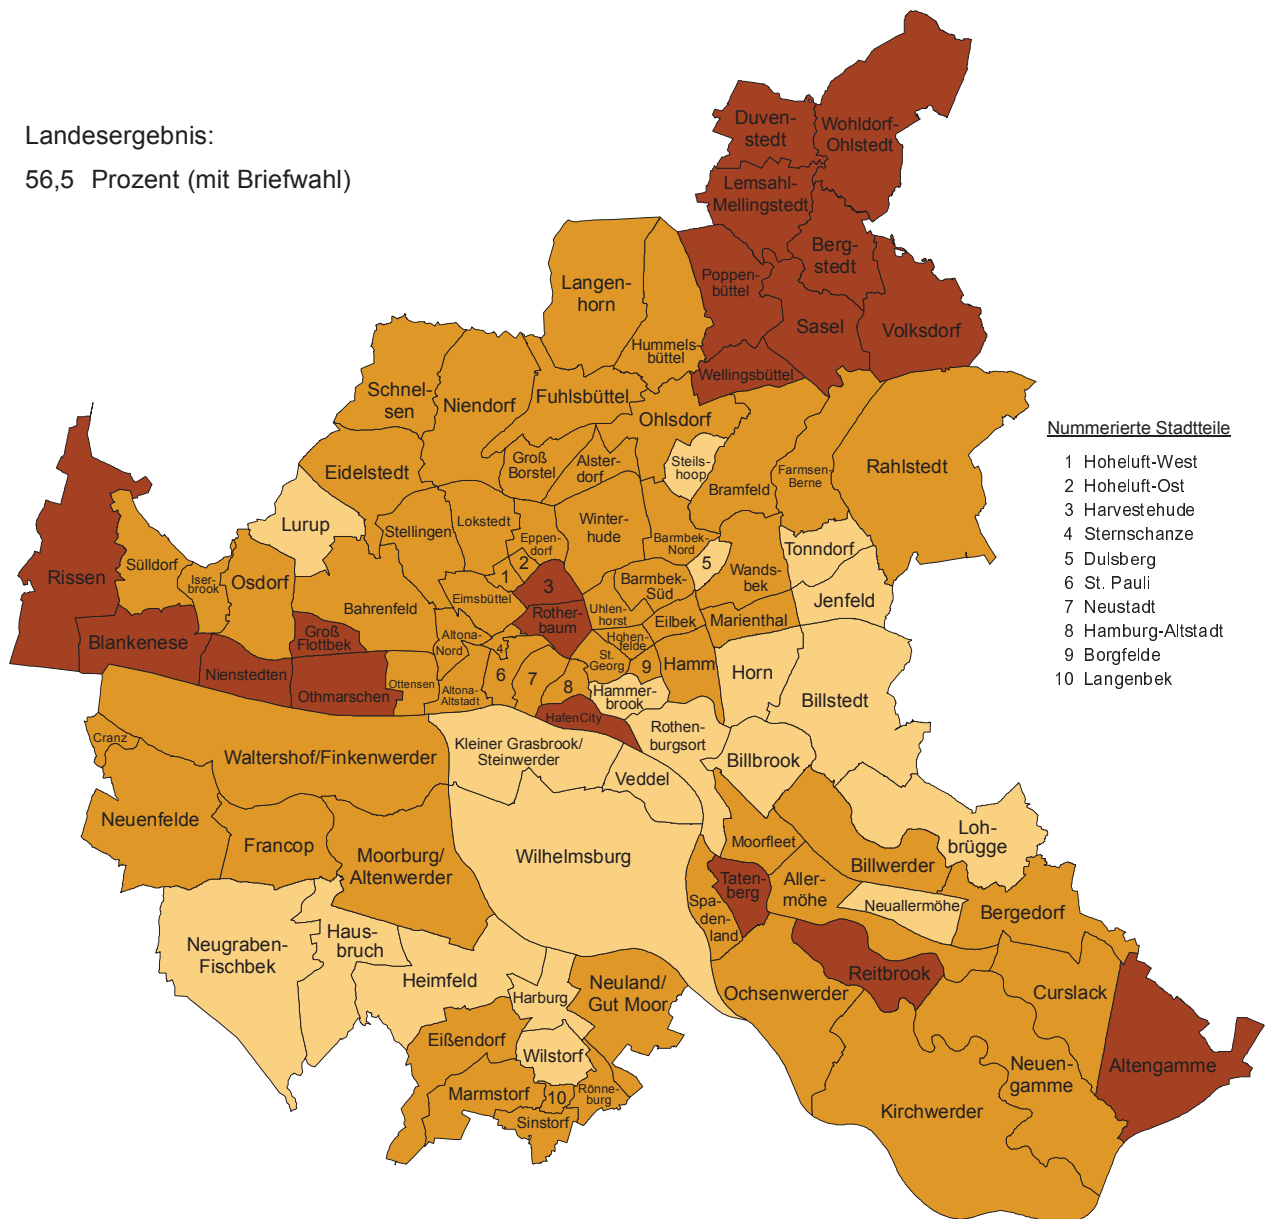 Landesergebnis:
56,5 Prozent (mit Briefwahl)
Duven-
stedt
Wohldorf-
Ohlstedt
Lemsahl-
Mellingstedt
Berg-
stedt
Poppen-
büttel
Sasel
Volksdorf
Wellingsbüttel
Langen-
horn
Hummels-
büttel
Schnel-
sen
Niendorf
Fuhlsbüttel
Ohlsdorf
Groß
Borstel
Alster-
dorf
Steils-
hoop
Bramfeld
Farmsen-
Berne
Rahlstedt
Eidelstedt
Lurup
Stellingen
Lokstedt
Eppen-
dorf
Winter-
hude
Barmbek-
Nord
5
Wands-
bek
Tonndorf
Jenfeld
Rissen
Sülldorf
Iser-
brook
Osdorf
Bahrenfeld
Eimsbüttel
1
2
3
Rother-
baum
Uhlen-
horst
Barmbek-
Süd
Eilbek
Marienthal
Blankenese
Nienstedten
Groß
Flottbek
Othmarschen
Ottensen
Altona-
Nord
Altona-
Altstadt
4
6
7
8
Hohen-
felde
St.
Georg
9
Hamm
Horn
Billstedt
Hammer-
brook
HafenCity
Rothen-
burgsort
Billbrook
Cranz
Waltershof/Finkenwerder
Kleiner Grasbrook/
Steinwerder
Veddel
Neuenfelde
Francop
Moorburg/
Altenwerder
Wilhelmsburg
Moorfleet
Billwerder
Loh-
brügge
Taten-
berg
Aller-
möhe
Neuallermöhe
Bergedorf
Spa-
den-
land
Neugraben-
Fischbek
Haus-
bruch
Heimfeld
Harburg
Neuland/
Gut Moor
Ochsenwerder
Reitbrook
Curslack
Altengamme
Neuen-
gamme
Kirchwerder
Eißendorf
Wilstorf
Marmstorf
10
Rönne-
burg
Sinstorf
Nummerierte Stadtteile
1 Hoheluft-West
2 Hoheluft-Ost
3 Harvestehude
4 Sternschanze
5 Dulsberg
6 St. Pauli
7 Neustadt
8 Hamburg-Altstadt
9 Borgfelde
10 Langenbek